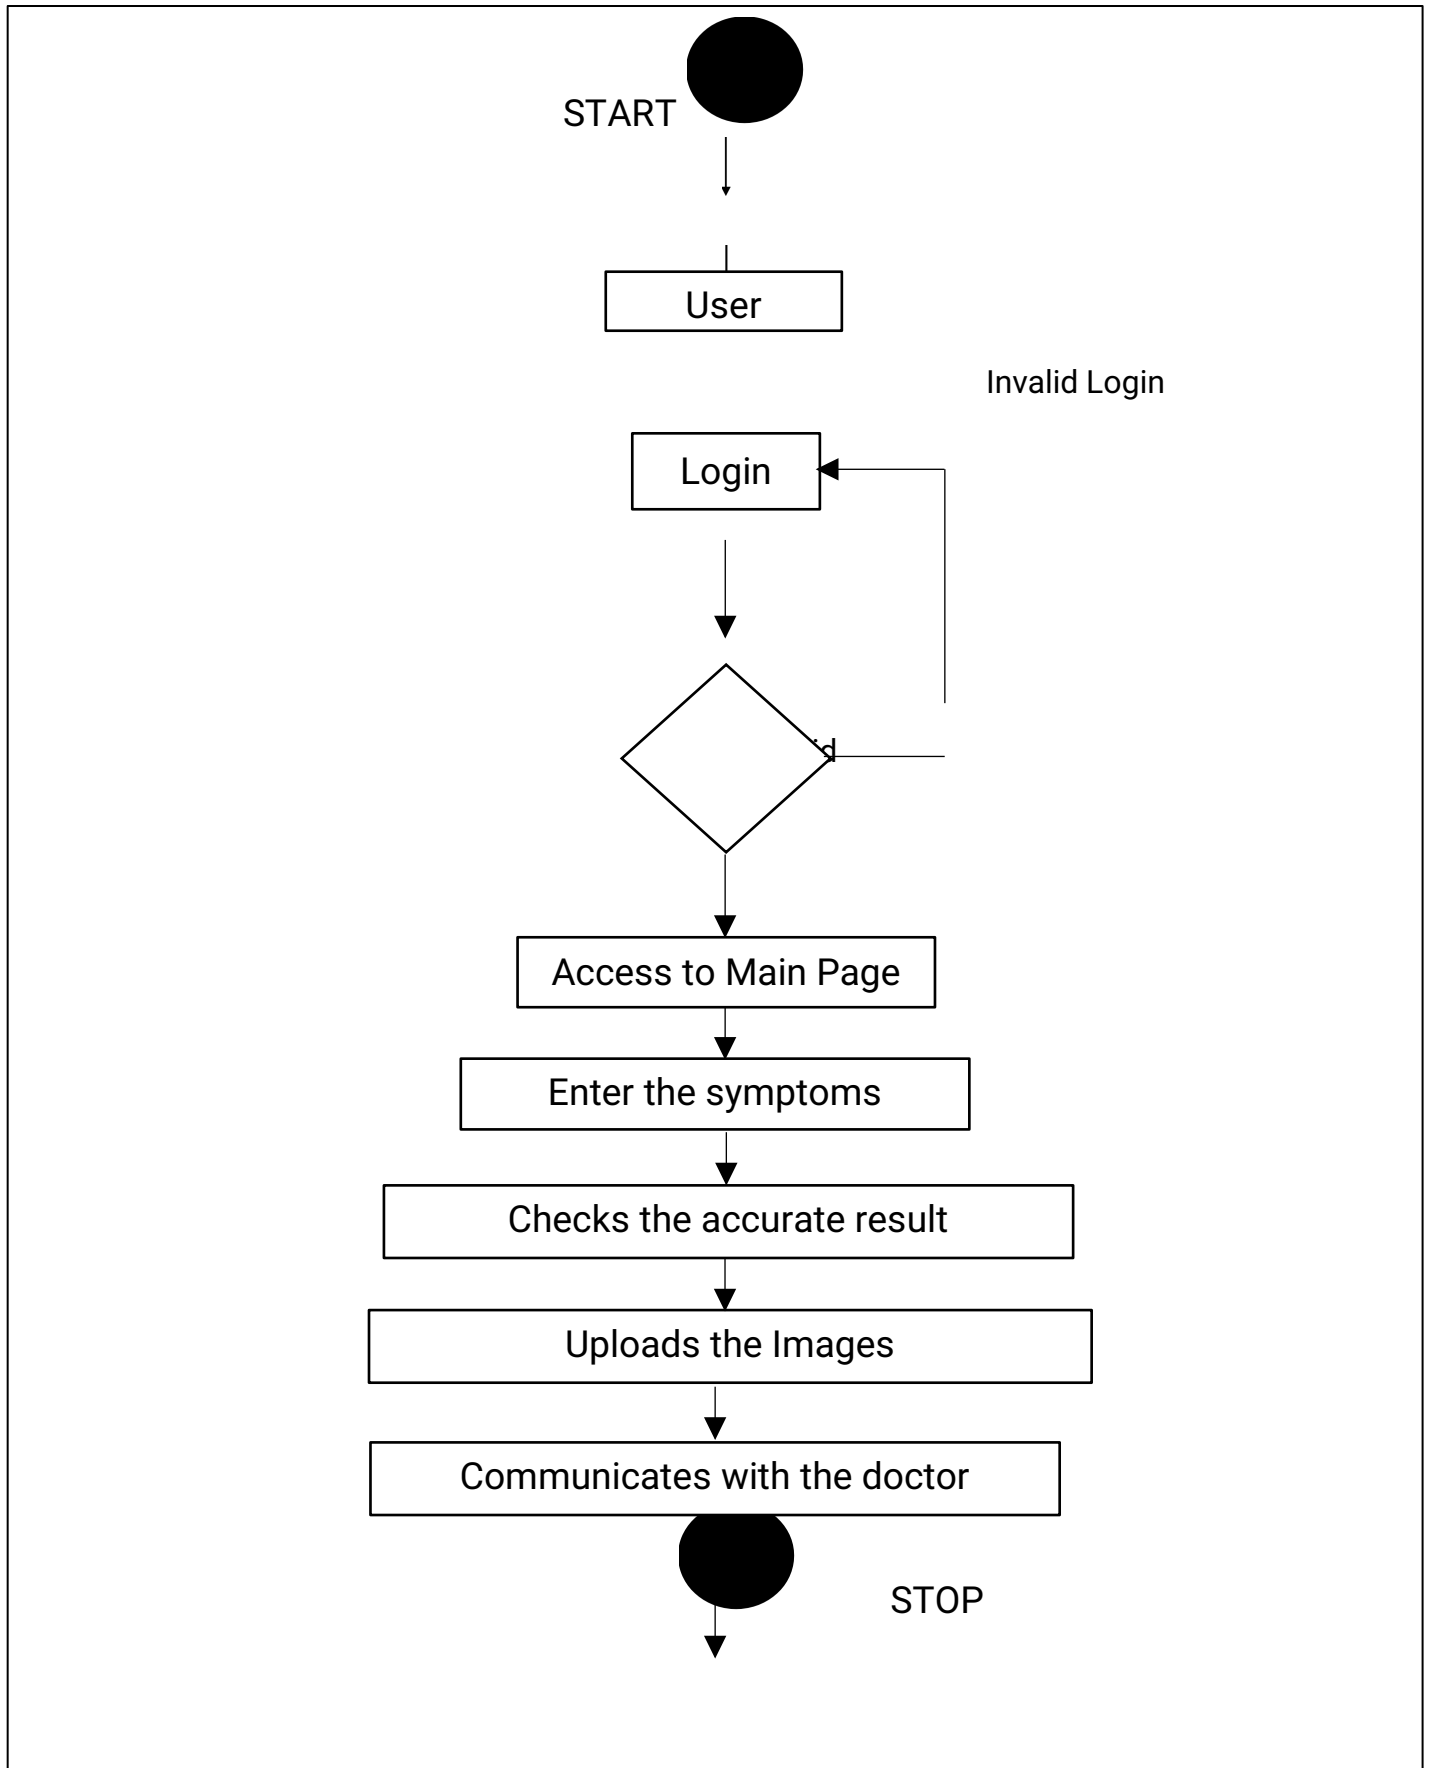 START
User
Invalid Login
Login
Access to Main Page
Enter the symptoms
Checks the accurate result
Uploads the Images
Communicates with the doctor
STOP